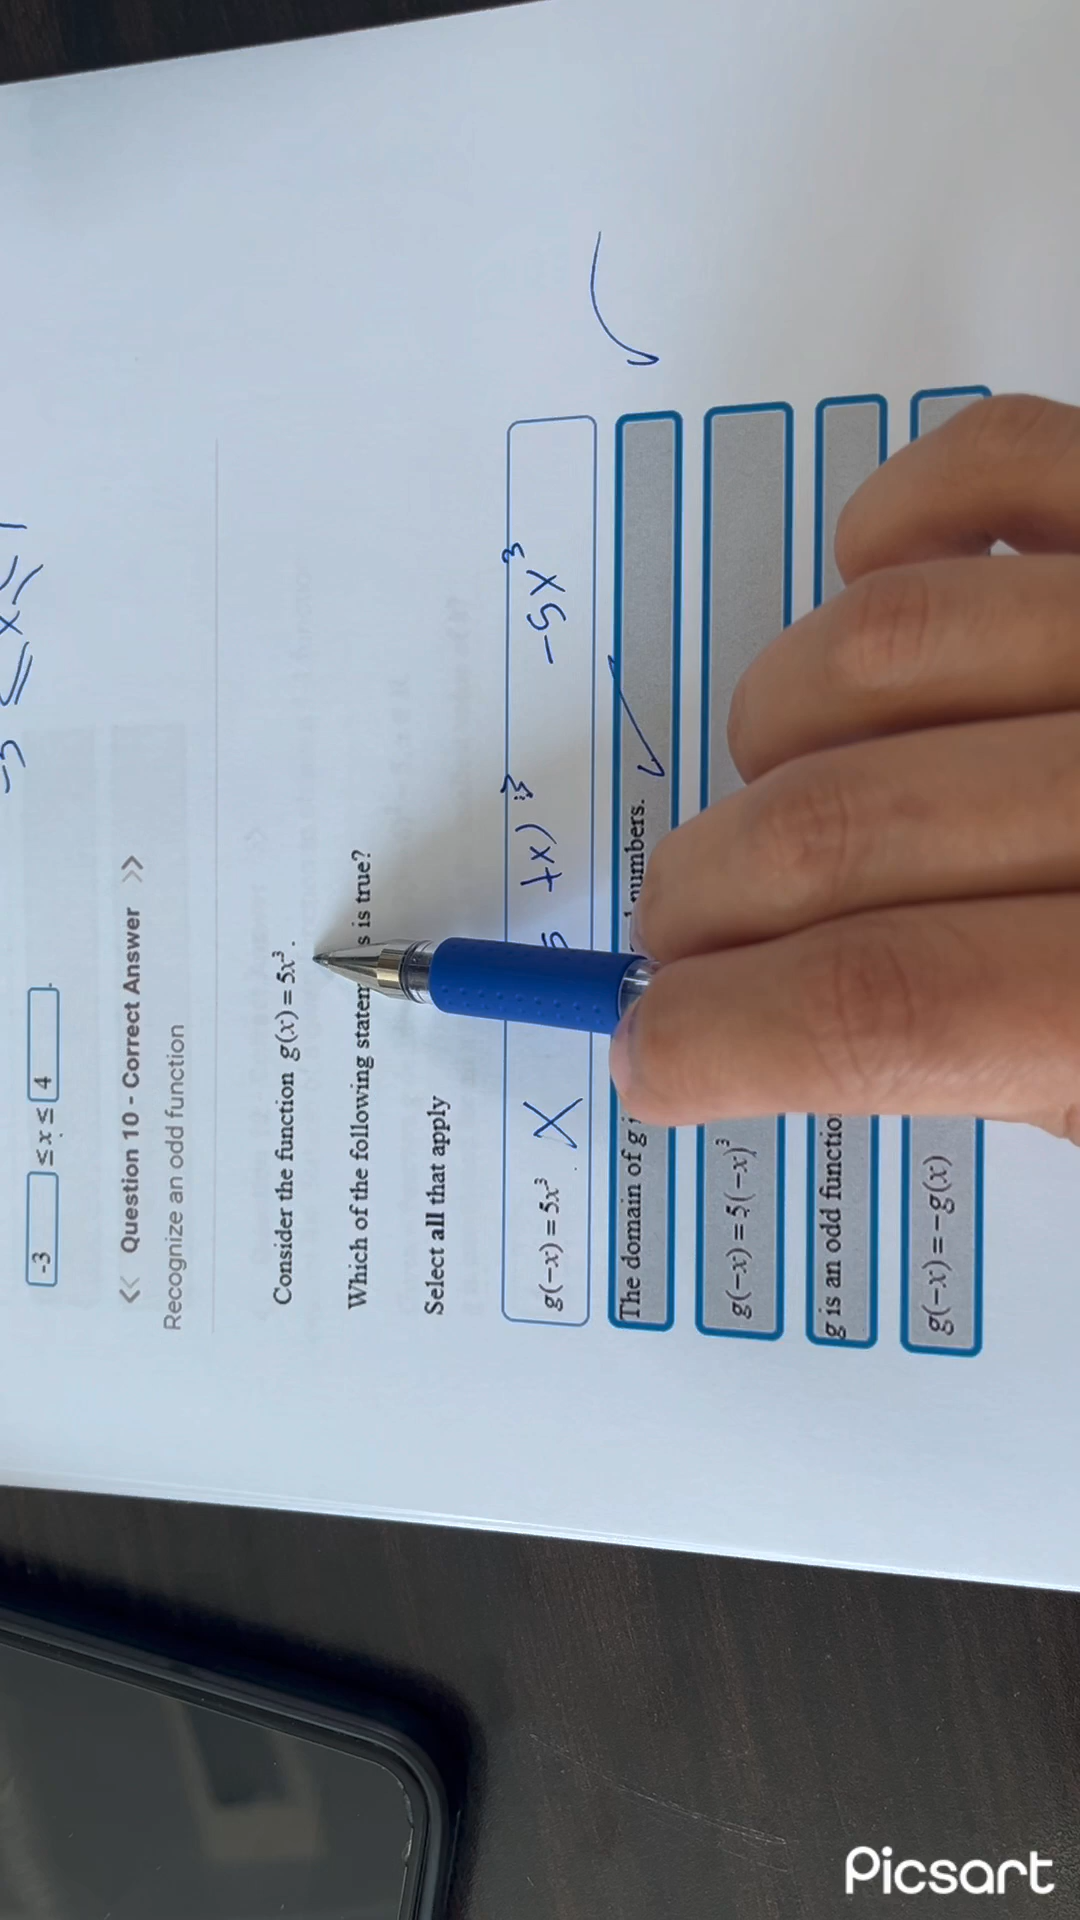 -3 ≤ x ≤ 4.
<< Question 10 - Correct Answer >>
Recognize an odd function
Consider the function g(x) = 5x³.
Which of the following s is true?
Select all that apply
g(-x) = 5x³. X x)³ -5x³
The domain of g numbers. ✓
g(-x) = 5(-x)³
g is an odd
g(-x) = -g(x)
Picsart